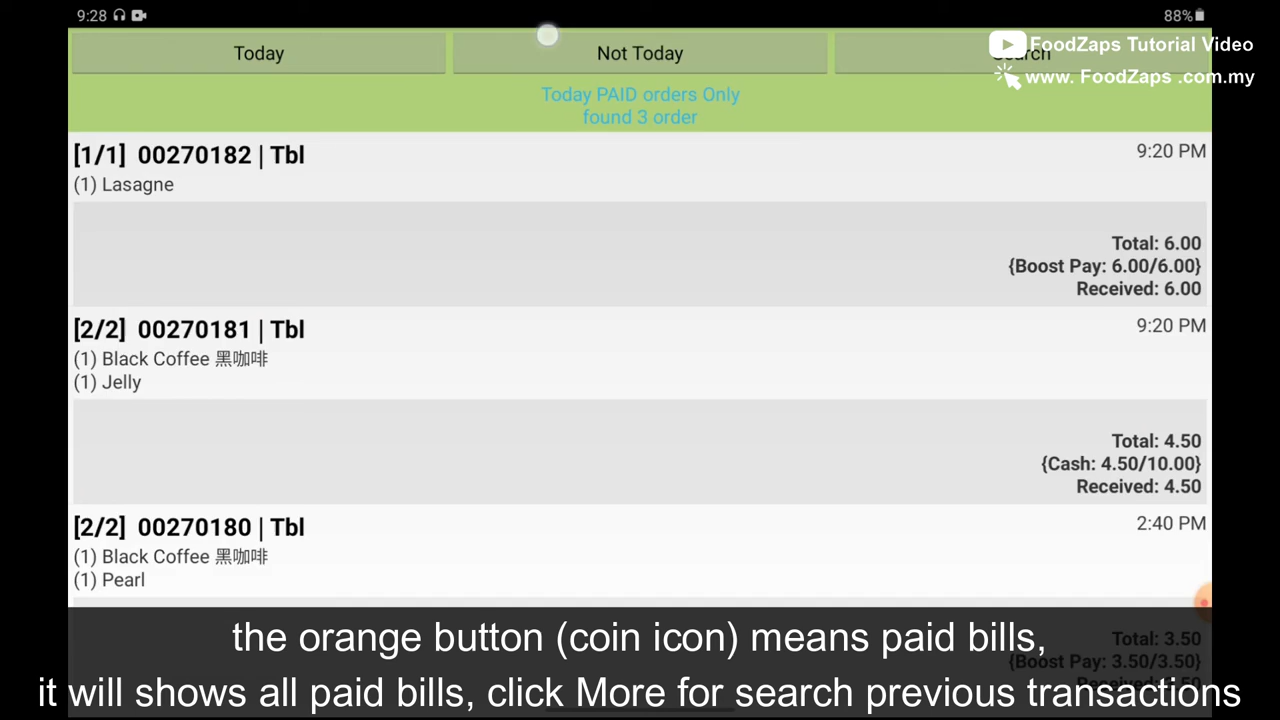 9:28
88%
Today
Not Today
Search
FoodZaps Tutorial Video
www. FoodZaps .com.my
Today PAID orders Only
found 3 order
[1/1] 00270182 | Tbl
9:20 PM
(1) Lasagne
Total: 6.00
{Boost Pay: 6.00/6.00}
Received: 6.00
[2/2] 00270181 | Tbl
9:20 PM
(1) Black Coffee 黑咖啡
(1) Jelly
Total: 4.50
{Cash: 4.50/10.00}
Received: 4.50
[2/2] 00270180 | Tbl
2:40 PM
(1) Black Coffee 黑咖啡
(1) Pearl
Total: 3.50
{Boost Pay: 3.50/3.50}
the orange button (coin icon) means paid bills,
it will shows all paid bills, click More for search previous transactions